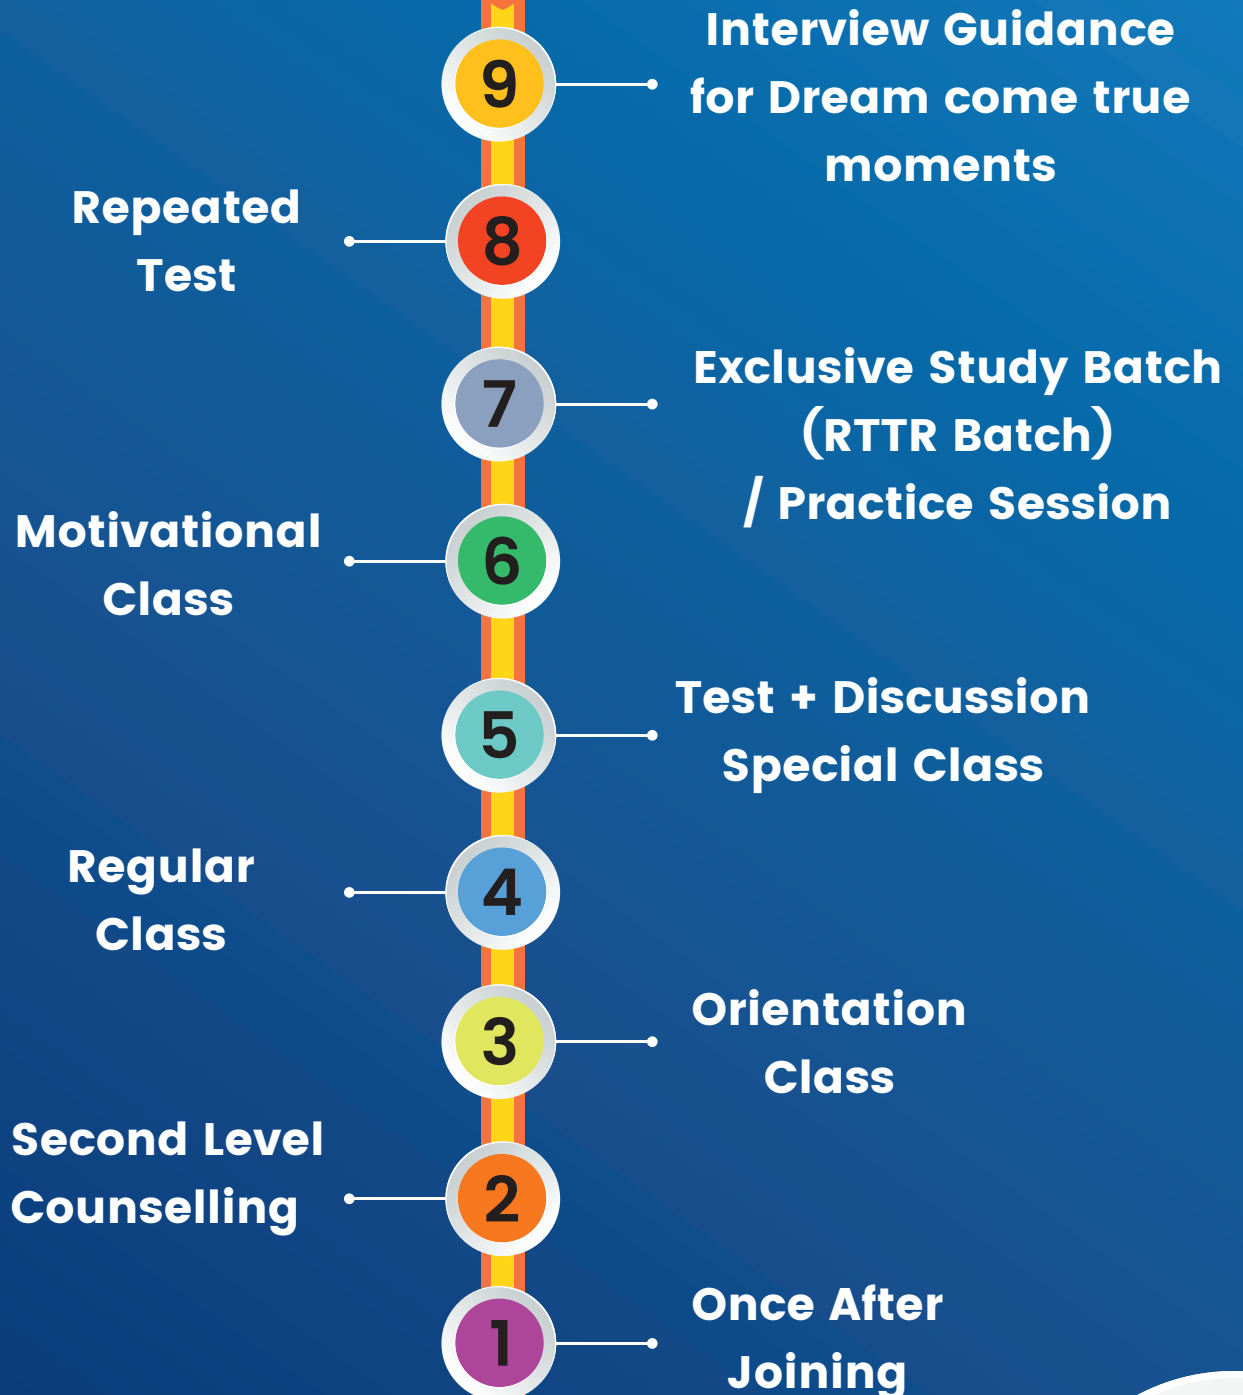 Interview Guidance
for Dream come true
moments
9
Repeated
Test
8
Exclusive Study Batch
(RTTR Batch)
/ Practice Session
7
Motivational
Class
6
Test + Discussion
Special Class
5
Regular
Class
4
Orientation
Class
3
Second Level
Counselling
2
Once After
Joining
1